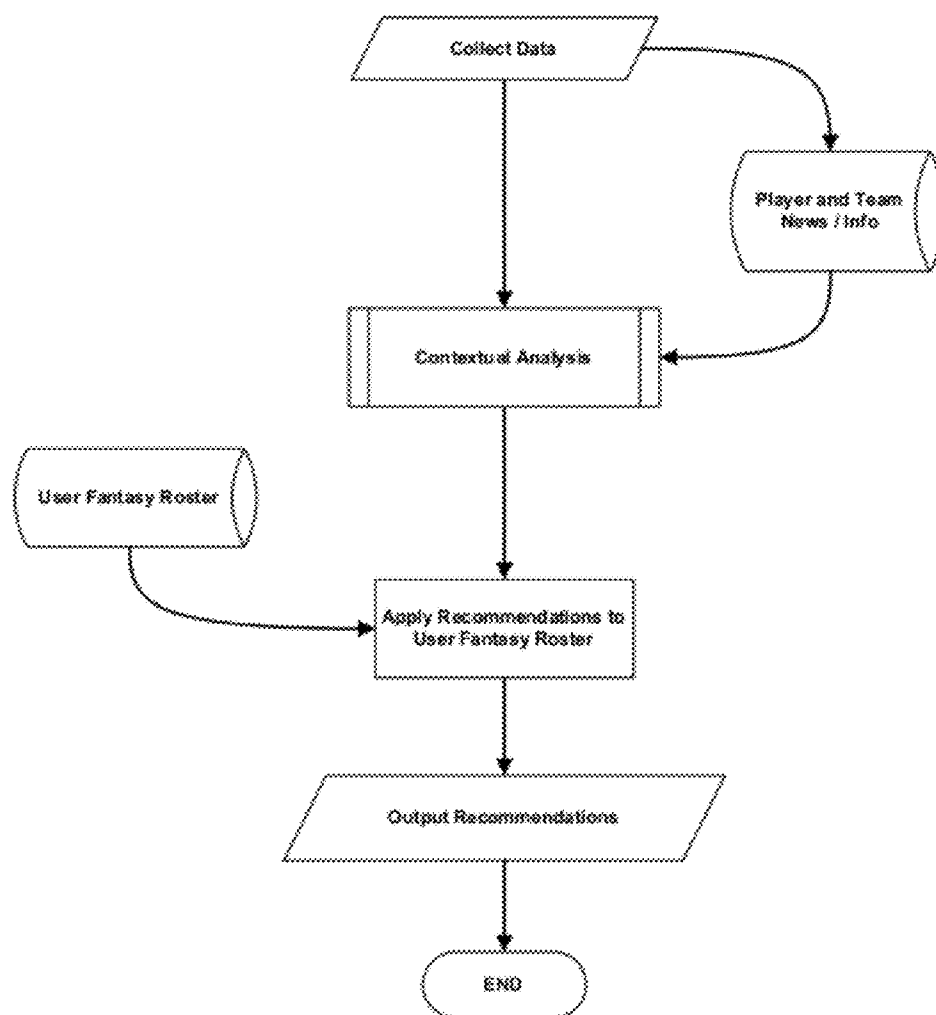 Collect Data
Player and Team
News / Info
Contextual Analysis
User Fantasy Roster
Apply Recommendations to
User Fantasy Roster
Output Recommendations
END